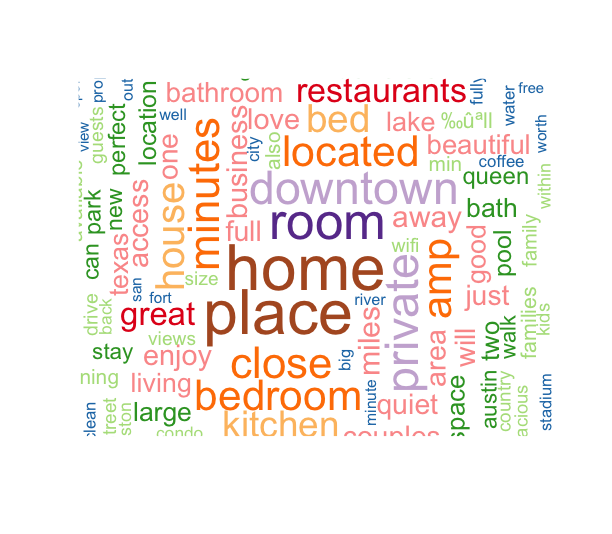 bathroom
restaurants
fully
free
out
location
well
love
bed
lake
‰ûªll
water
worth
view
guests
perfect
one
minutes
business
city
also
located
beautiful
min
coffee
queen
within
downtown
can
park
new
texas
access
house
full
room
away
bath
good
pool
family
size
home
wifi
amp
san
fort
place
river
private
just
drive
back
great
miles
views
stay
enjoy
close
big
area
will
two
walk
families
kids
living
bedroom
minute
quiet
space
austin
country
stadium
clean
large
kitchen
condo
couples
ning
treet
ston
acious